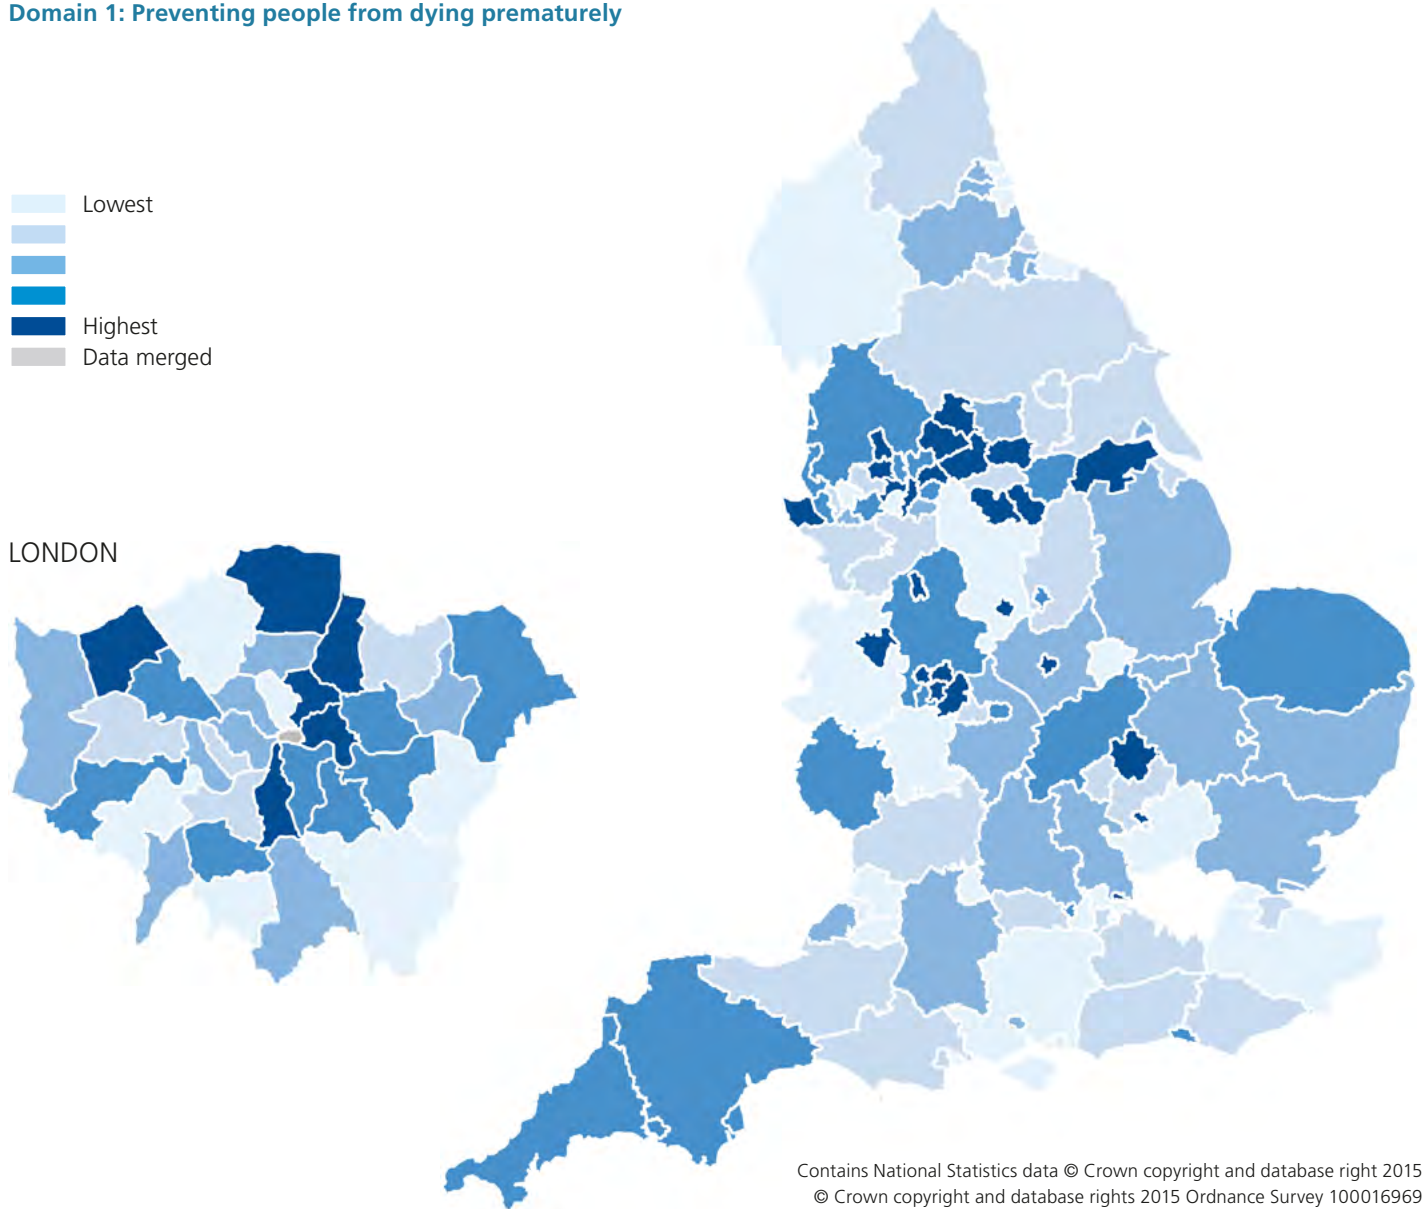 Domain 1: Preventing people from dying prematurely
Lowest
Highest
Data merged
LONDON
Contains National Statistics data © Crown copyright and database right 2015
© Crown copyright and database rights 2015 Ordnance Survey 100016969